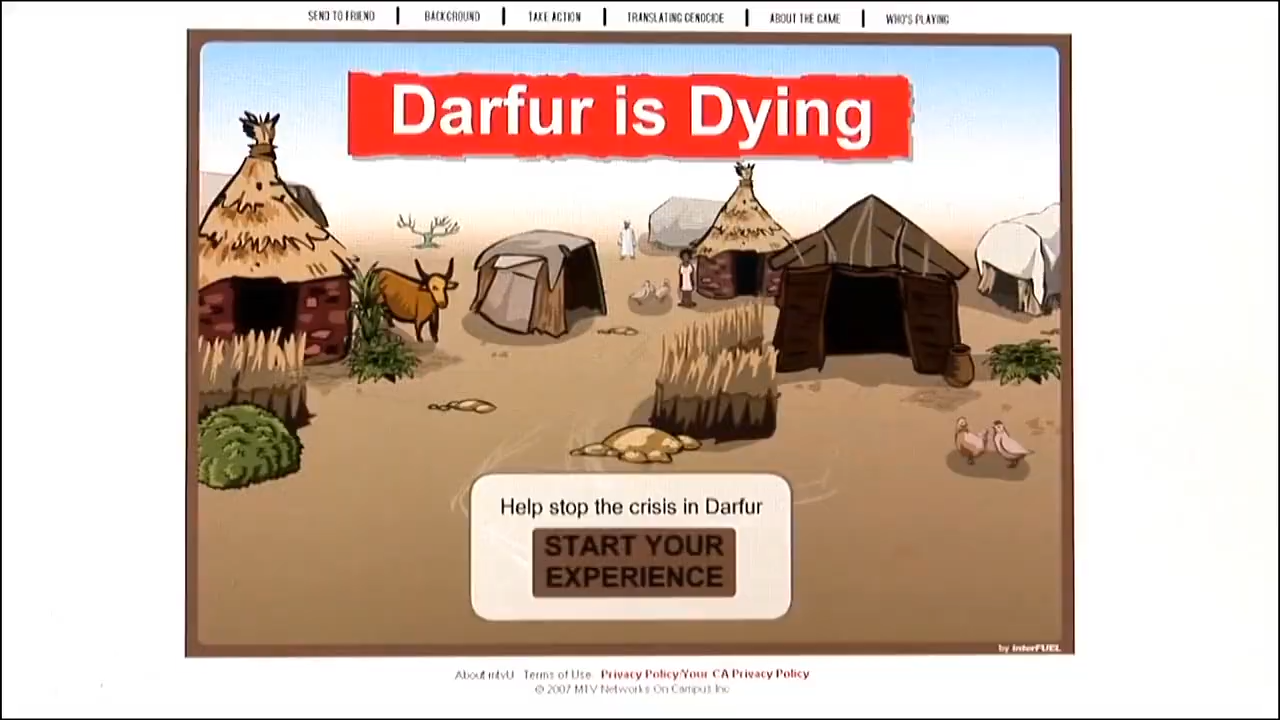 SEND TO FRIEND | BACKGROUND | TAKE ACTION | TRANSLATING GENOCIDE | ABOUT THE GAME | WHO'S PLAYING
Darfur is Dying
Help stop the crisis in Darfur
START YOUR
EXPERIENCE
by interFUEL
About mtvU Terms of Use Privacy Policy/Your CA Privacy Policy
© 2007 MTV Networks On Campus Inc